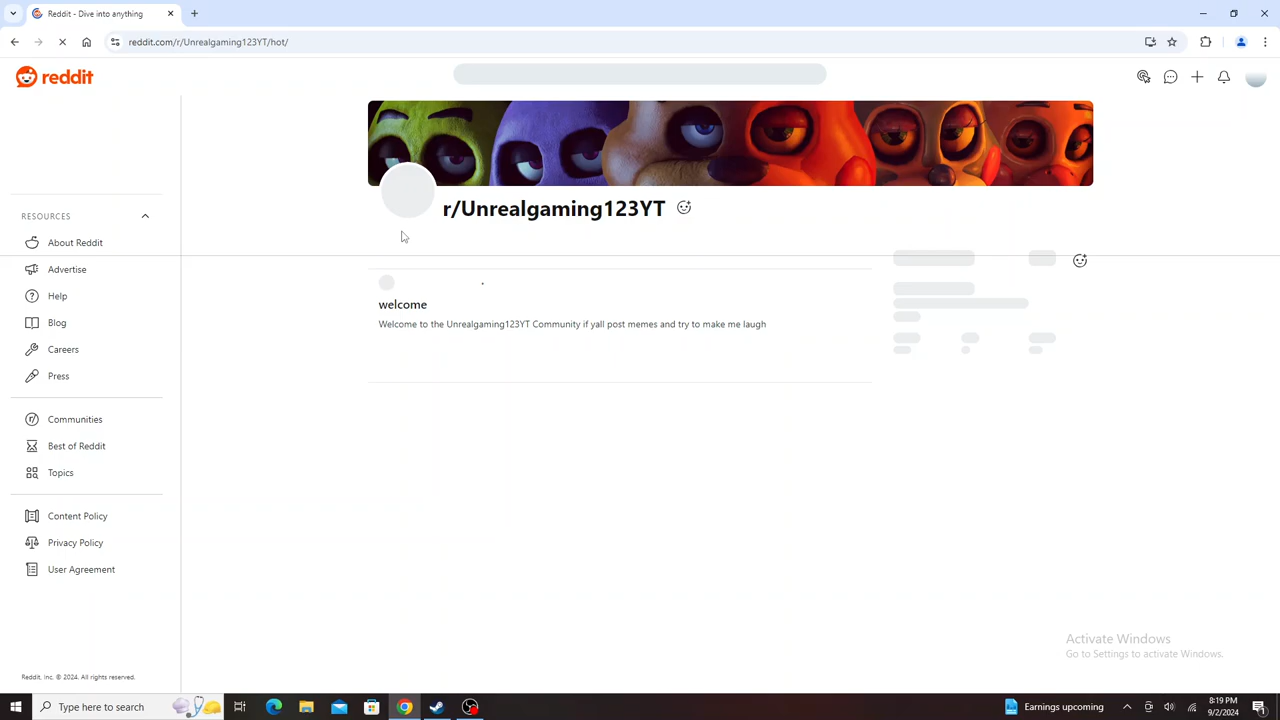 Reddit - Dive into anything
reddit.com/r/Unrealgaming123YT/hot/
reddit
r/Unrealgaming123YT
RESOURCES
About Reddit
Advertise
Help
Blog
Careers
Press
Communities
Best of Reddit
Topics
Content Policy
Privacy Policy
User Agreement
Reddit, Inc. © 2024. All rights reserved.
welcome
Welcome to the Unrealgaming123YT Community if yall post memes and try to make me laugh
Activate Windows
Go to Settings to activate Windows.
Type here to search
Earnings upcoming
8:19 PM
9/2/2024
1